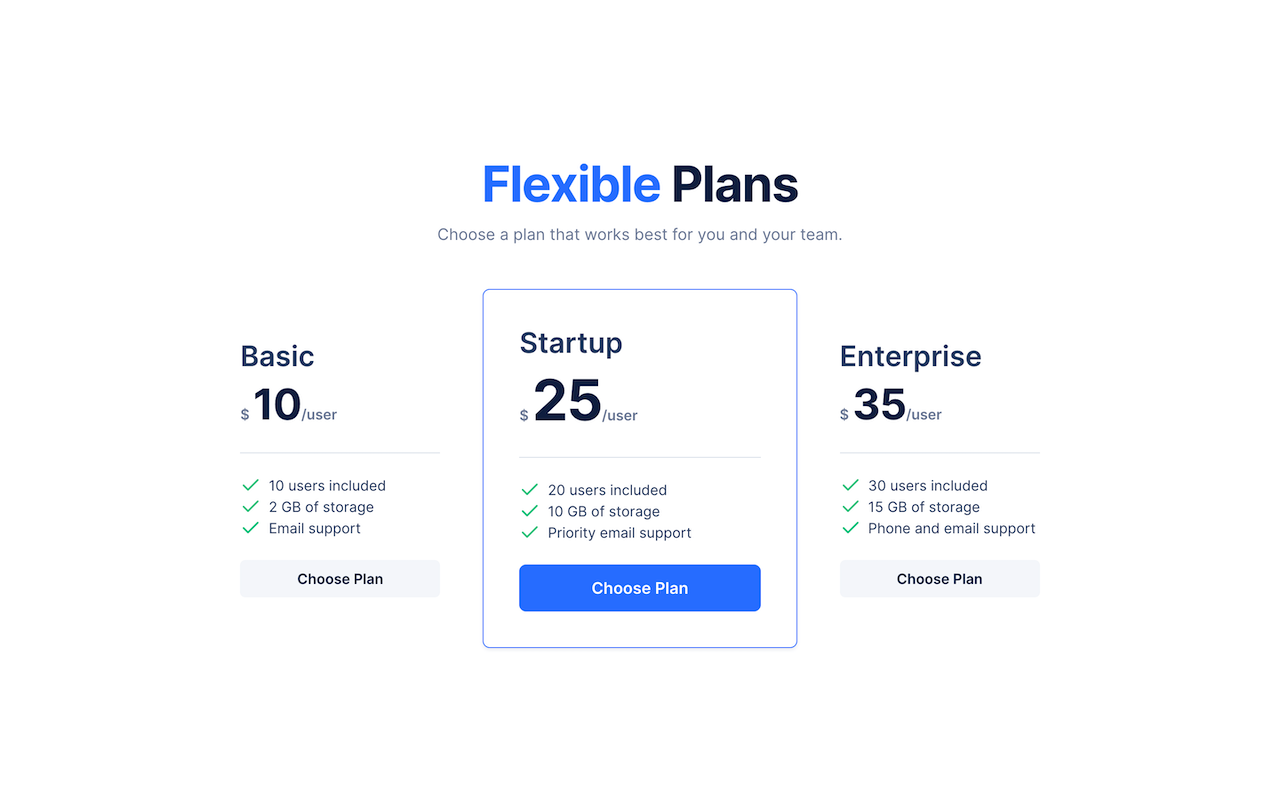 Flexible Plans
Choose a plan that works best for you and your team.
Basic
$ 10/user
10 users included
2 GB of storage
Email support
Choose Plan
Startup
$ 25/user
20 users included
10 GB of storage
Priority email support
Choose Plan
Enterprise
$ 35/user
30 users included
15 GB of storage
Phone and email support
Choose Plan